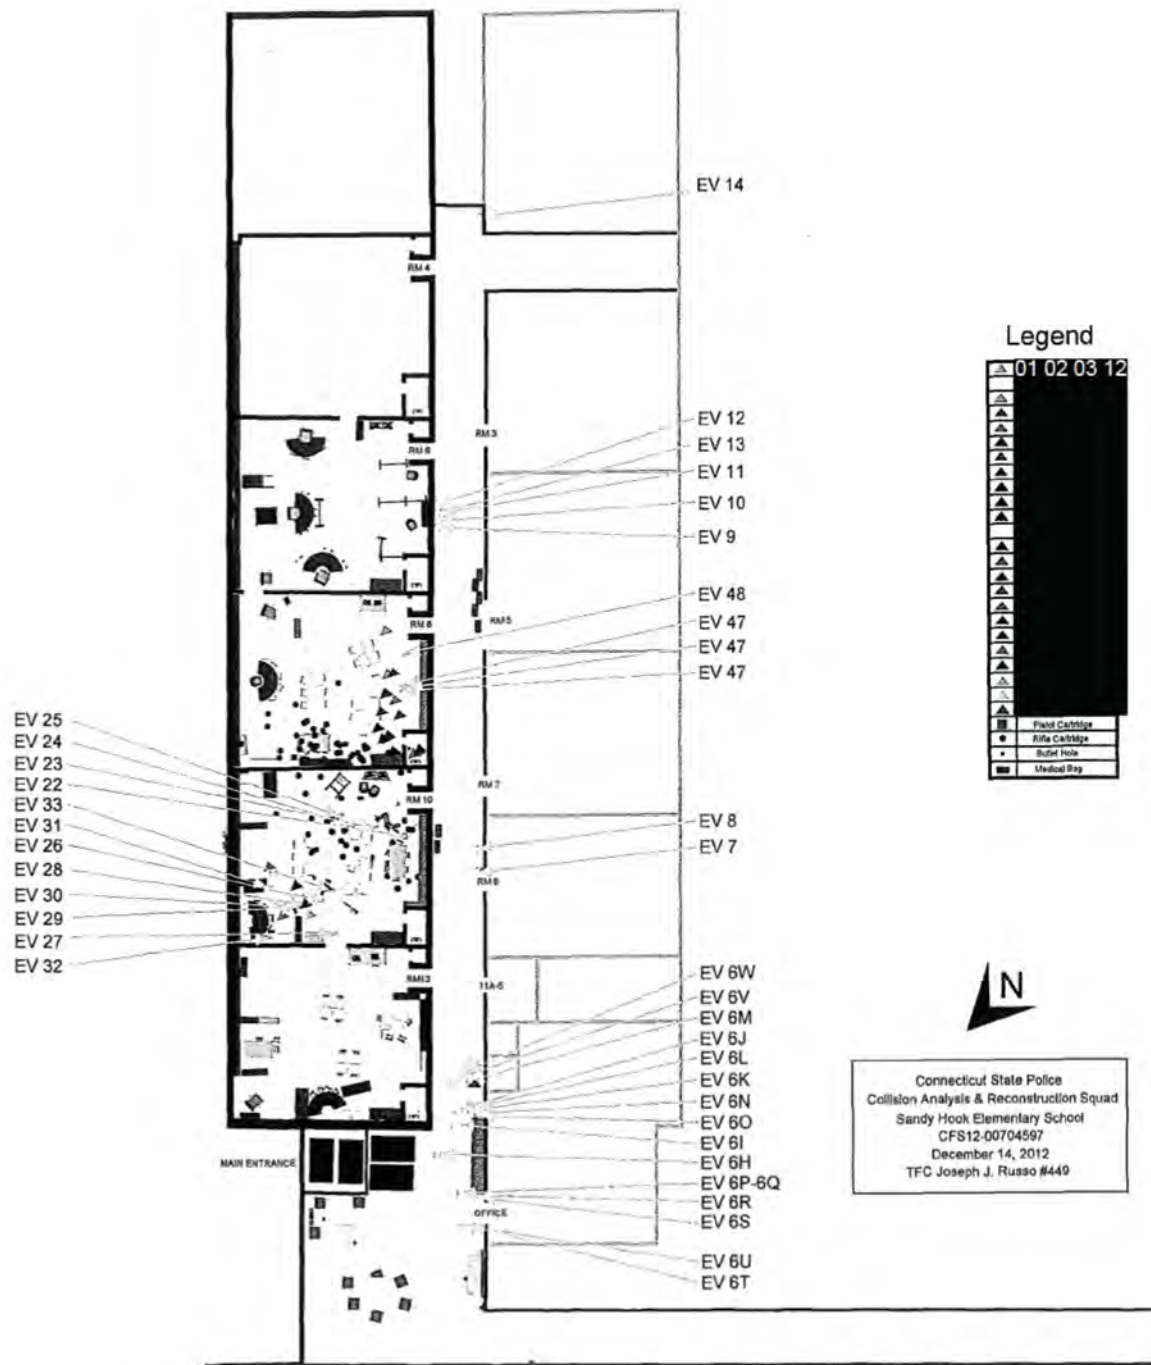 EV 14
RM 4
Legend
01 02 03 12
EV 12
RM 3
EV 13
RM 6
EV 11
EV 10
EV 9
EV 48
RM 5
RM 8
EV 47
EV 47
EV 47
EV 25
EV 24
EV 23
EV 22
EV 33
EV 31
EV 26
EV 28
EV 30
EV 29
EV 27
EV 32
Pistol Cartridge
Rifle Cartridge
Bullet Hole
Medical Bag
RM 7
RM 10
EV 8
EV 7
EV 6W
EV 6V
EV 6M
EV 6J
EV 6L
EV 6K
EV 6N
EV 6O
EV 6I
EV 6H
EV 6P-6Q
EV 6R
EV 6S
EV 6U
EV 6T
N
MAIN ENTRANCE
OFFICE
Connecticut State Police
Collision Analysis & Reconstruction Squad
Sandy Hook Elementary School
CFS12-00704597
December 14, 2012
TFC Joseph J. Russo #449